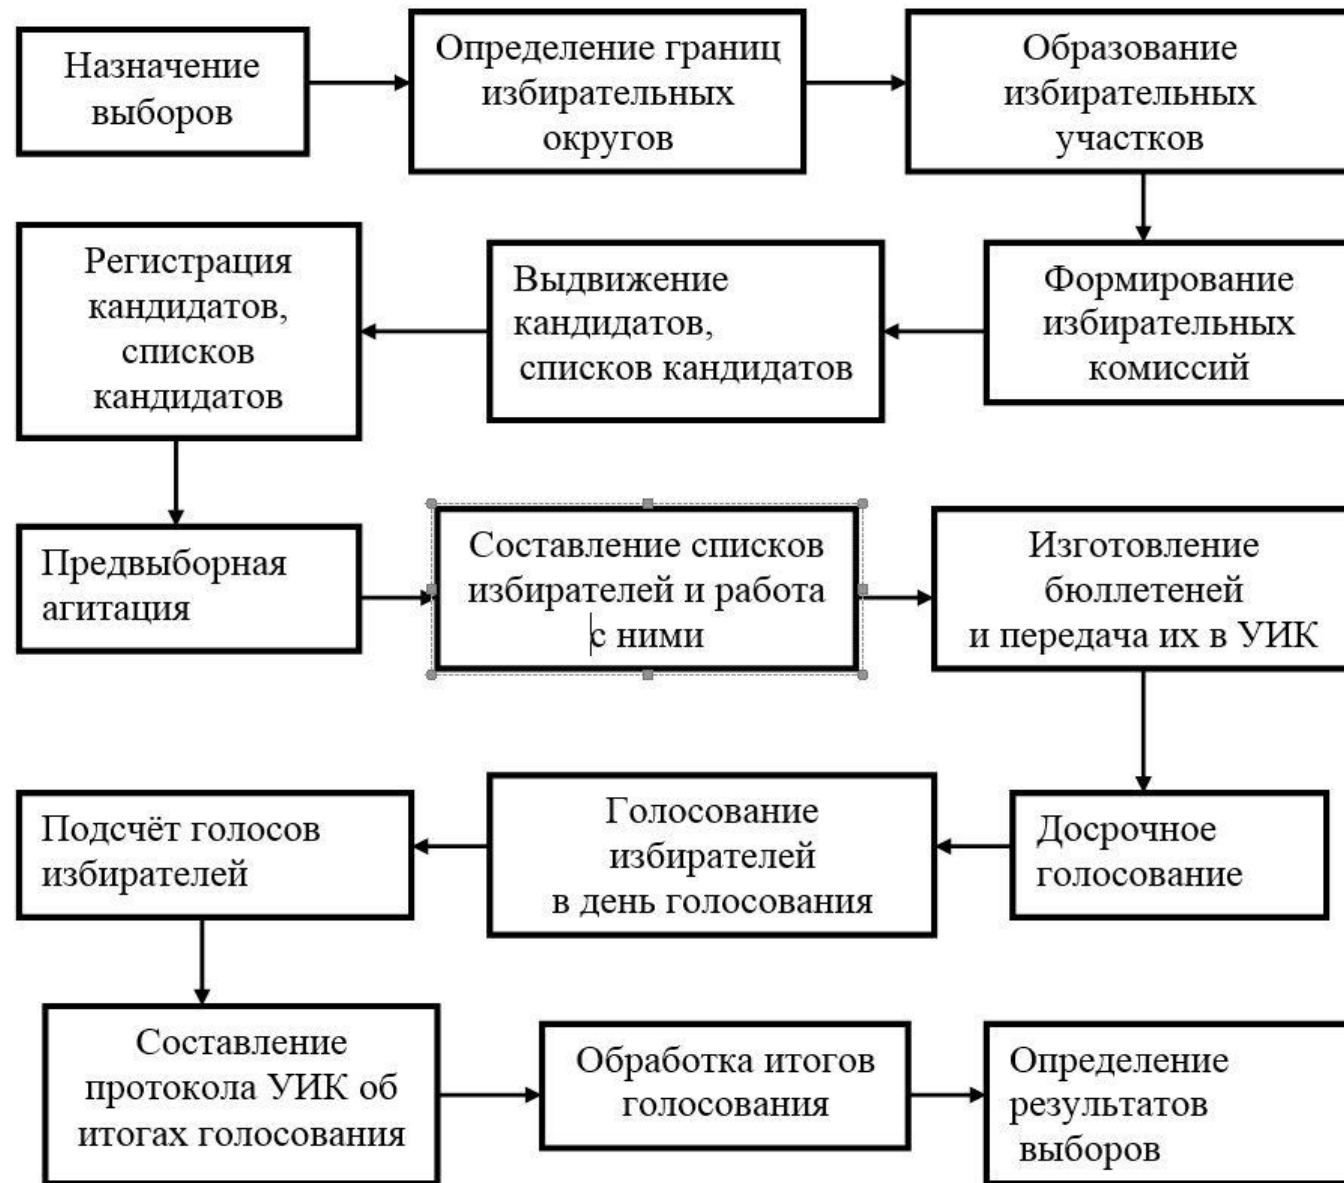 Назначение
выборов
Определение границ
избирательных
округов
Образование
избирательных
участков
Формирование
избирательных
комиссий
Выдвижение
кандидатов,
списков кандидатов
Регистрация
кандидатов,
списков
кандидатов
Предвыборная
агитация
Составление списков
избирателей и работа
с ними
Изготовление
бюллетеней
и передача их в УИК
Досрочное
голосование
Голосование
избирателей
в день голосования
Подсчёт голосов
избирателей
Составление
протокола УИК об
итогах голосования
Обработка итогов
голосования
Определение
результатов
выборов